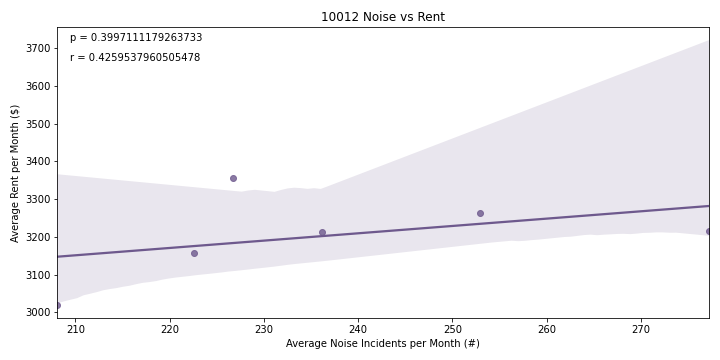 10012 Noise vs Rent
p = 0.3997111179263733
r = 0.4259537960505478
Average Rent per Month ($)
3700
3600
3500
3400
3300
3200
3100
3000
210 220 230 240 250 260 270
Average Noise Incidents per Month (#)